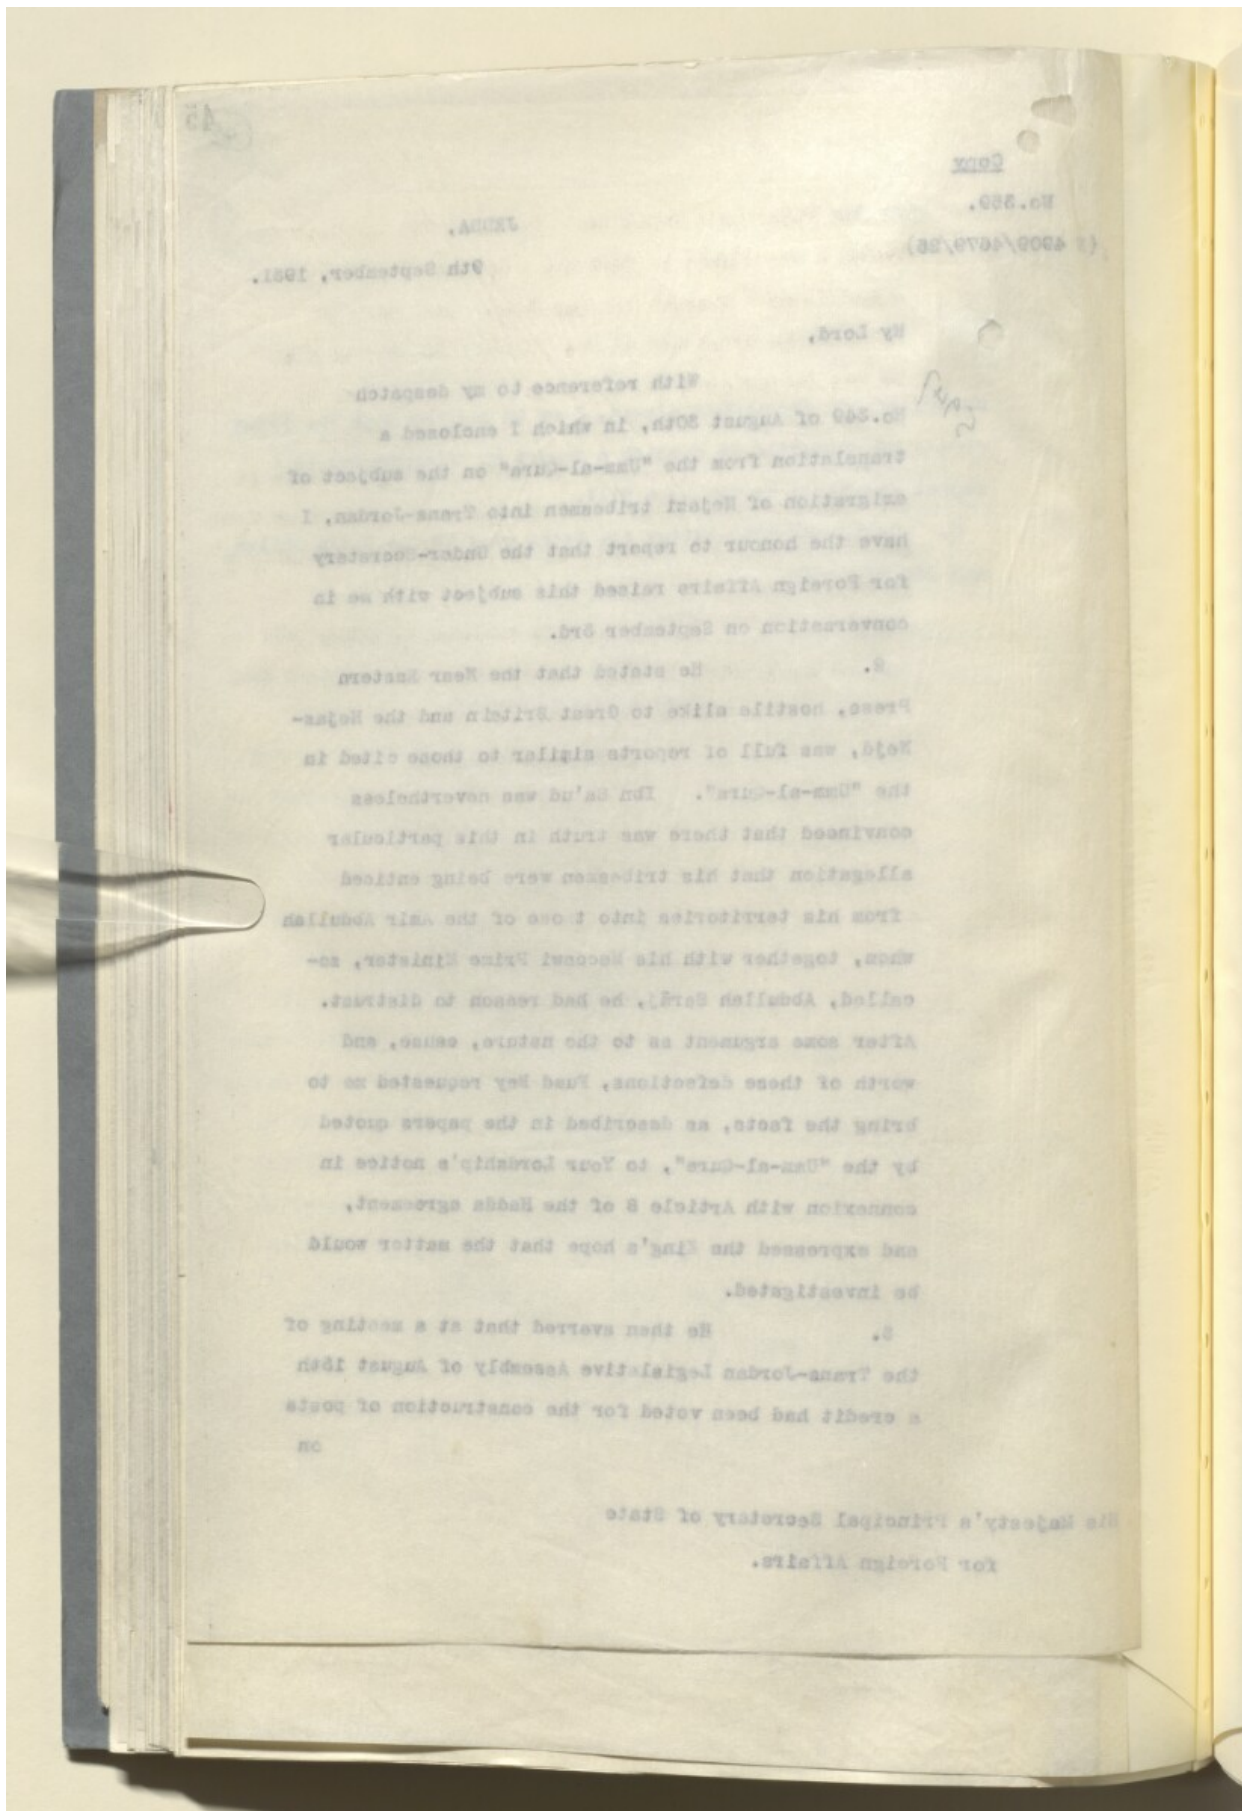 45
Copy
No.359.
JEDDA,
(4909/4679/25)
9th September, 1931.
My Lord,
With reference to my despatch
No.349 of August 30th, in which I enclosed a
translation from the "Umm-al-Qura" on the subject of
emigration of Hejazi tribesmen into Trans-Jordan, I
have the honour to report that the Under-Secretary
for Foreign Affairs raised this subject with me in
conversation on September 3rd.
2. He stated that the Near Eastern
Press, hostile alike to Great Britain and the Hejaz-
Nejd, was full of reports similar to those cited in
the "Umm-al-Qura". Ibn Sa'ud was nevertheless
convinced that there was truth in this particular
allegation that his tribesmen were being enticed
from his territories into those of the Amir Abdullah
whom, together with his Meccawi Prime Minister, so-
called, Abdullah Sarāj, he had reason to distrust.
After some argument as to the nature, cause, and
worth of these defections, Fuad Bey requested me to
bring the facts, as described in the papers quoted
by the "Umm-al-Qura", to Your Lordship's notice in
connexion with Article 8 of the Hadda agreement,
and expressed the King's hope that the matter would
be investigated.
3. He then averred that at a meeting of
the Trans-Jordan Legislative Assembly of August 15th
a credit had been voted for the construction of posts
on
His Majesty's Principal Secretary of State
for Foreign Affairs.